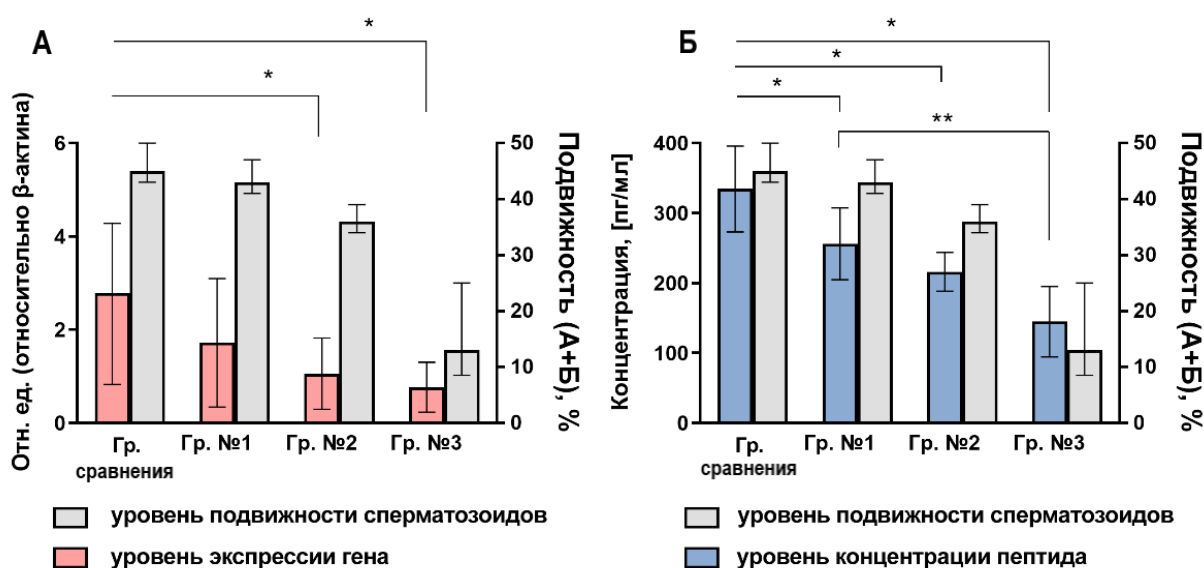 А
*
*
Отн. ед. (относительно β-актина)
6
4
2
0
50
40
30
20
10
0
Подвижность (А+Б), %
Гр. сравнения
Гр. №1
Гр. №2
Гр. №3
уровень подвижности сперматозоидов
уровень экспрессии гена
Б
*
*
*
**
Концентрация, [пг/мл]
400
300
200
100
0
50
40
30
20
10
0
Подвижность (А+Б), %
Гр.
сравнения
Гр. №1
Гр. №2
Гр. №3
уровень подвижности сперматозоидов
уровень концентрации пептида